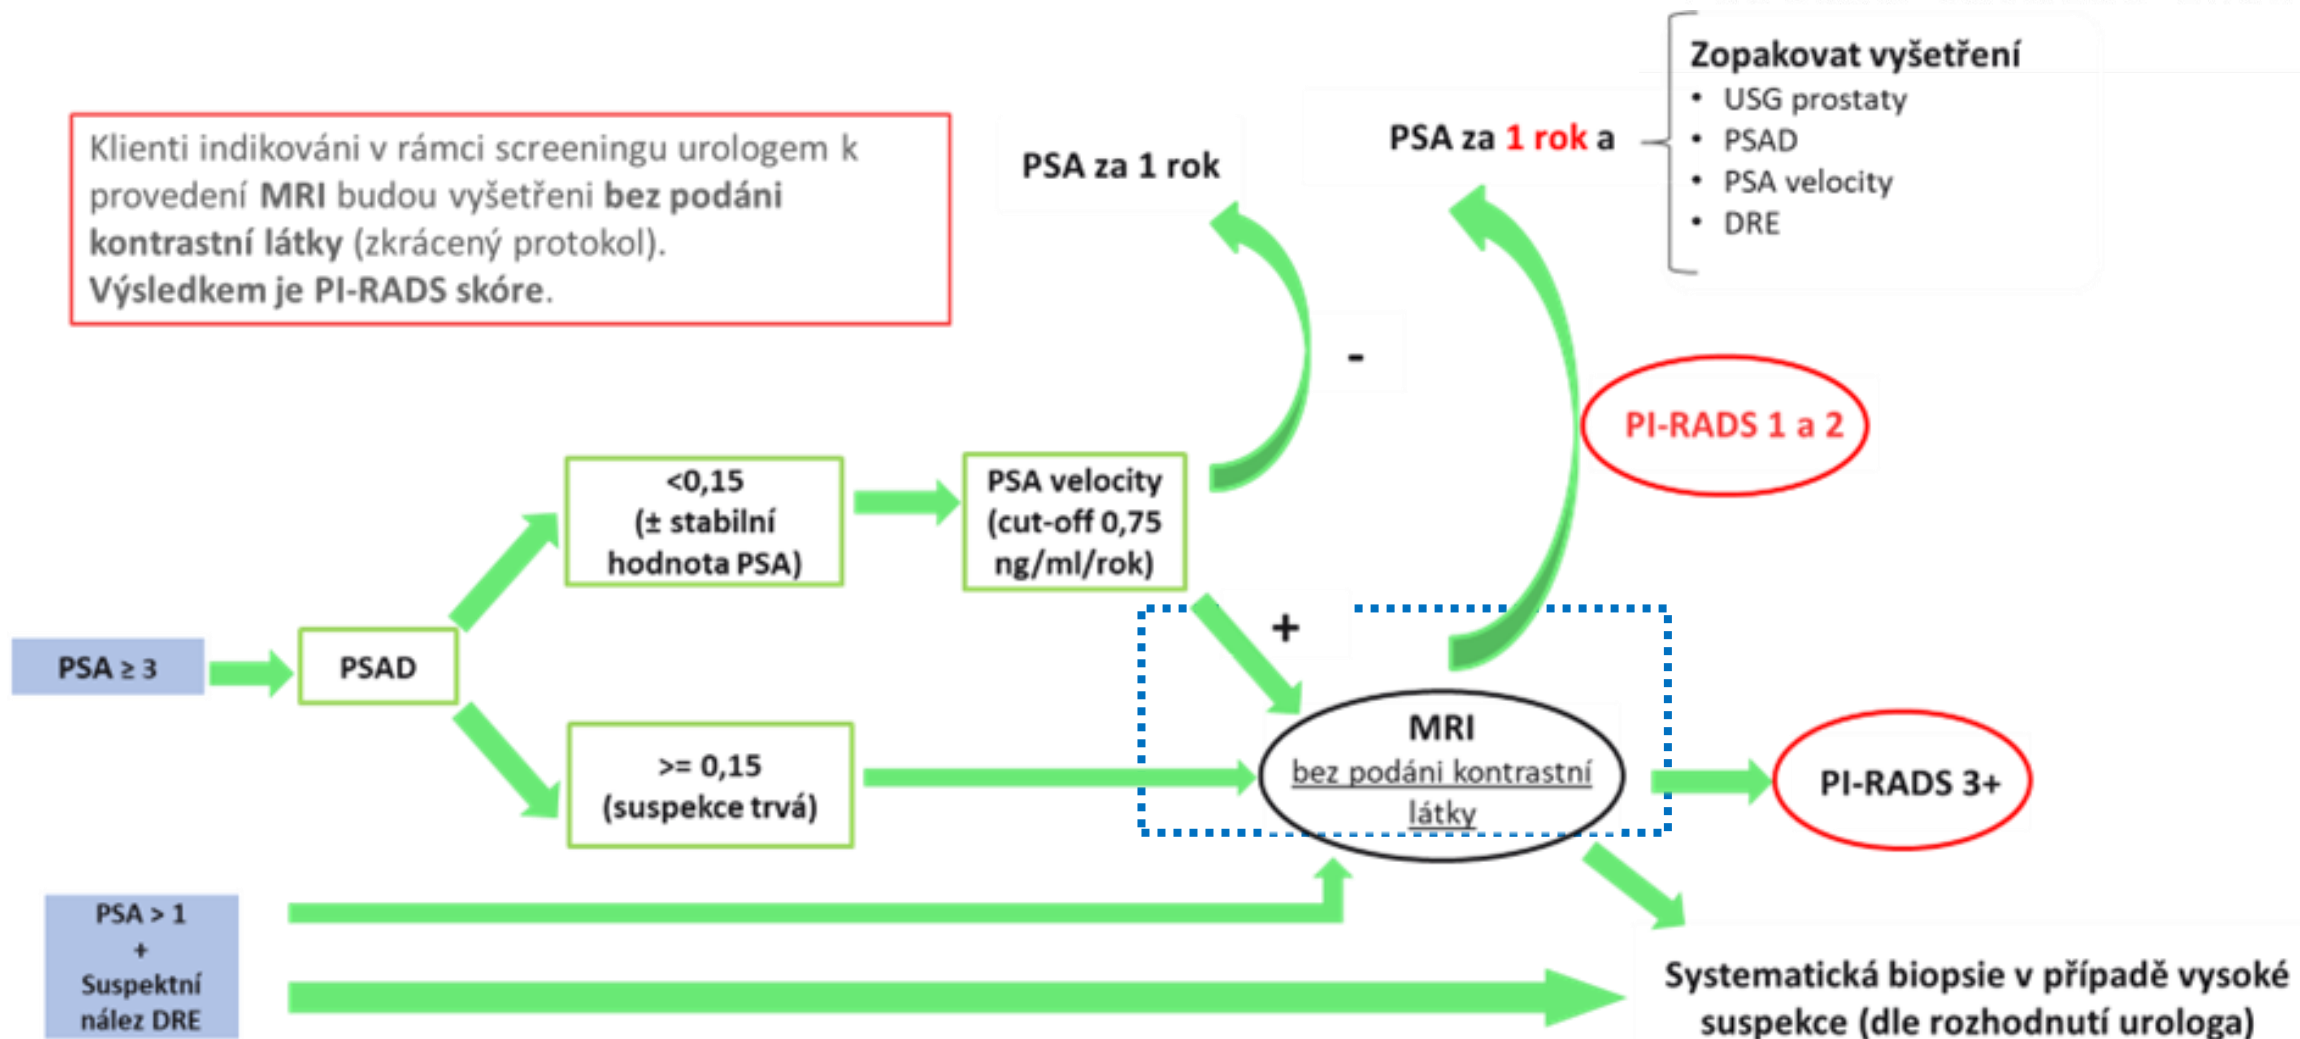 Zopakovat vyšetření
• USG prostaty
• PSAD
• PSA velocity
• DRE
PSA za 1 rok a
PSA za 1 rok
Klienti indikováni v rámci screeningu urologem k
provedení MRI budou vyšetřeni bez podáni
kontrastní látky (zkrácený protokol).
Výsledkem je PI-RADS skóre.
-
PI-RADS 1 a 2
<0,15
(± stabilní
hodnota PSA)
PSA velocity
(cut-off 0,75
ng/ml/rok)
+
PSA ≥ 3
PSAD
>= 0,15
(suspekce trvá)
MRI
bez podáni kontrastní
látky
PI-RADS 3+
PSA > 1
+
Suspektní
nález DRE
Systematická biopsie v případě vysoké
suspekce (dle rozhodnutí urologa)